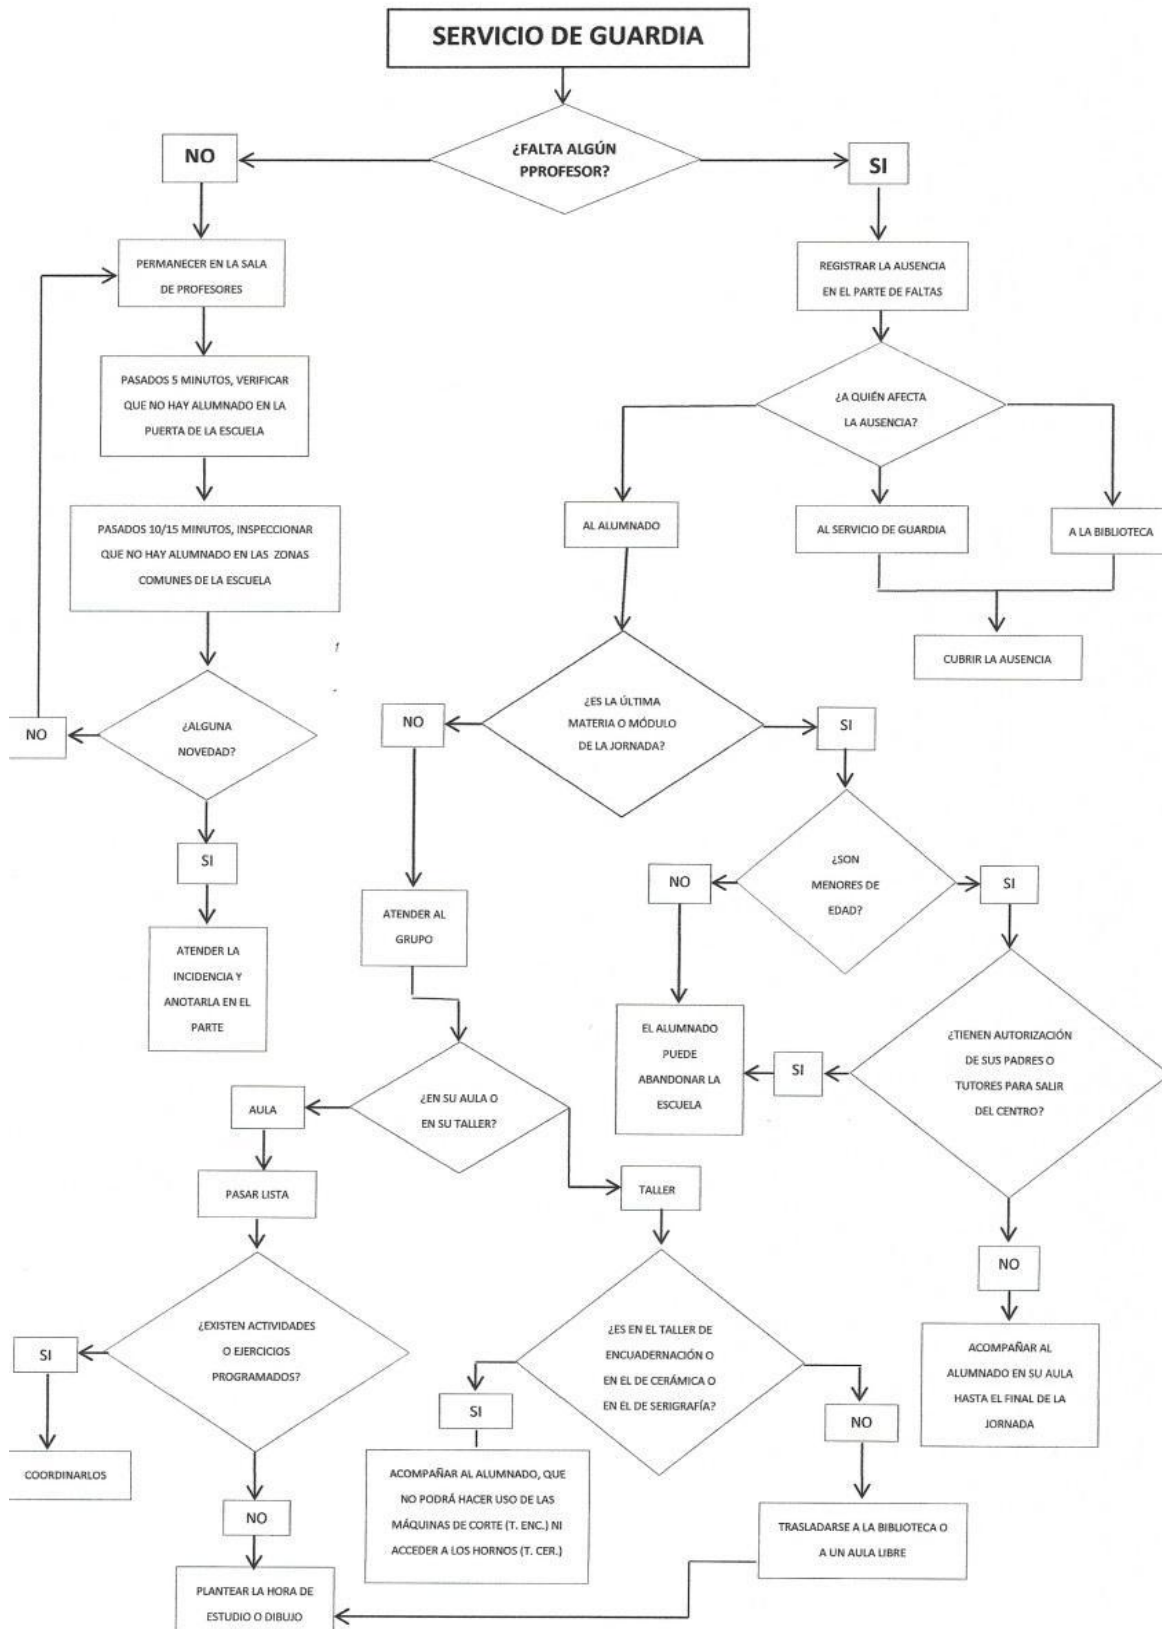 SERVICIO DE GUARDIA
¿FALTA ALGÚN
PPROFESOR?
NO
SI
PERMANECER EN LA SALA
DE PROFESORES
REGISTRAR LA AUSENCIA
EN EL PARTE DE FALTAS
PASADOS 5 MINUTOS, VERIFICAR
QUE NO HAY ALUMNADO EN LA
PUERTA DE LA ESCUELA
¿A QUIÉN AFECTA
LA AUSENCIA?
PASADOS 10/15 MINUTOS, INSPECCIONAR
QUE NO HAY ALUMNADO EN LAS ZONAS
COMUNES DE LA ESCUELA
AL ALUMNADO
AL SERVICIO DE GUARDIA
A LA BIBLIOTECA
CUBRIR LA AUSENCIA
¿ALGUNA
NOVEDAD?
NO
¿ES LA ÚLTIMA
MATERIA O MÓDULO
DE LA JORNADA?
NO
SI
SI
¿SON
MENORES DE
EDAD?
NO
SI
ATENDER LA
INCIDENCIA Y
ANOTARLA EN EL
PARTE
ATENDER AL
GRUPO
EL ALUMNADO
PUEDE
ABANDONAR LA
ESCUELA
SI
¿TIENEN AUTORIZACIÓN
DE SUS PADRES O
TUTORES PARA SALIR
DEL CENTRO?
AULA
¿EN SU AULA O
EN SU TALLER?
PASAR LISTA
TALLER
NO
¿EXISTEN ACTIVIDADES
O EJERCICIOS
PROGRAMADOS?
SI
¿ES EN EL TALLER DE
ENCUADERNACIÓN O
EN EL DE CERÁMICA O
EN EL DE SERIGRAFÍA?
SI
NO
ACOMPAÑAR AL
ALUMNADO EN SU AULA
HASTA EL FINAL DE LA
JORNADA
COORDINARLOS
NO
ACOMPAÑAR AL ALUMNADO, QUE
NO PODRÁ HACER USO DE LAS
MÁQUINAS DE CORTE (T. ENC.) NI
ACCEDER A LOS HORNOS (T. CER.)
TRASLADARSE A LA BIBLIOTECA O
A UN AULA LIBRE
PLANTEAR LA HORA DE
ESTUDIO O DIBUJO